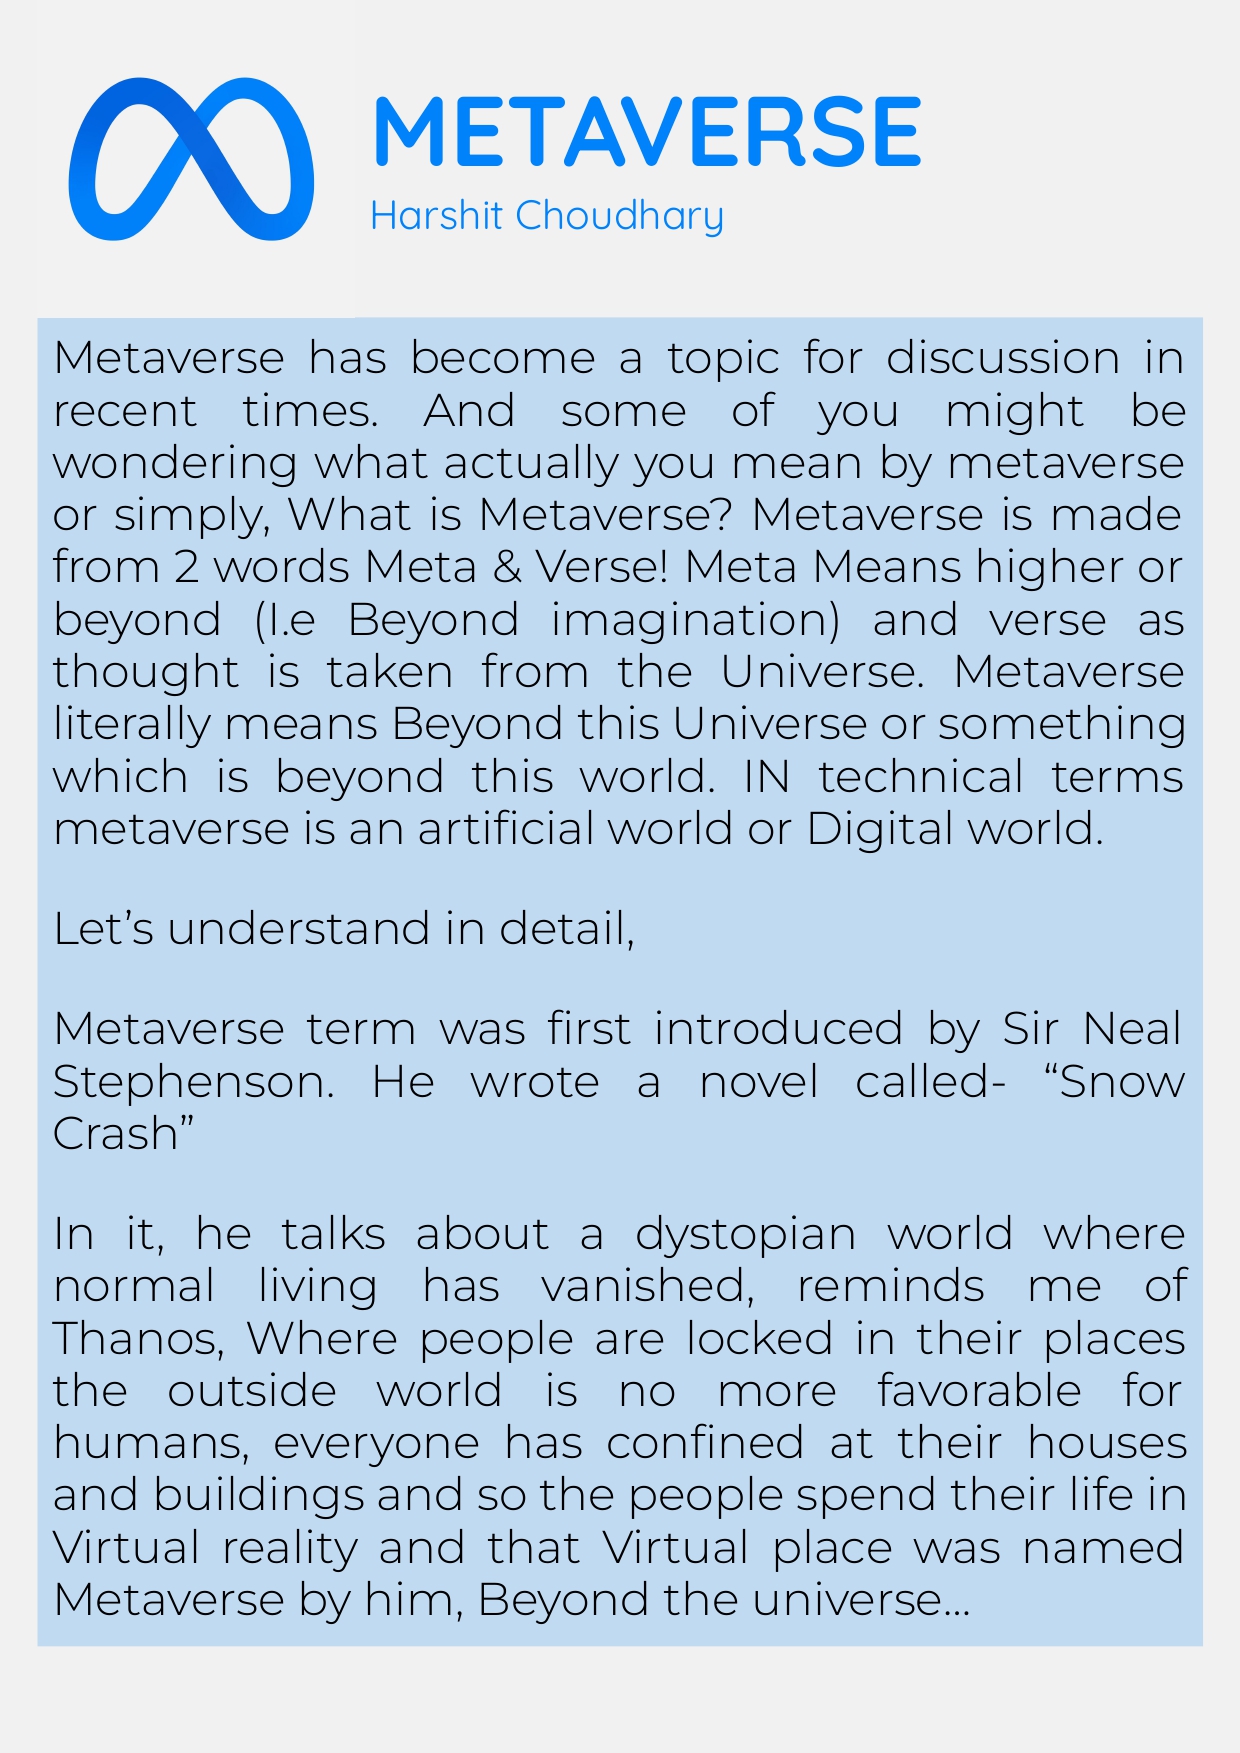 METAVERSE
Harshit Choudhary
Metaverse has become a topic for discussion in
recent times. And some of you might be
wondering what actually you mean by metaverse
or simply, What is Metaverse? Metaverse is made
from 2 words Meta & Verse! Meta Means higher or
beyond (I.e Beyond imagination) and verse as
thought is taken from the Universe. Metaverse
literally means Beyond this Universe or something
which is beyond this world. IN technical terms
metaverse is an artificial world or Digital world.
Let’s understand in detail,
Metaverse term was first introduced by Sir Neal
Stephenson. He wrote a novel called- “Snow
Crash”
In it, he talks about a dystopian world where
normal living has vanished, reminds me of
Thanos, Where people are locked in their places
the outside world is no more favorable for
humans, everyone has confined at their houses
and buildings and so the people spend their life in
Virtual reality and that Virtual place was named
Metaverse by him, Beyond the universe...